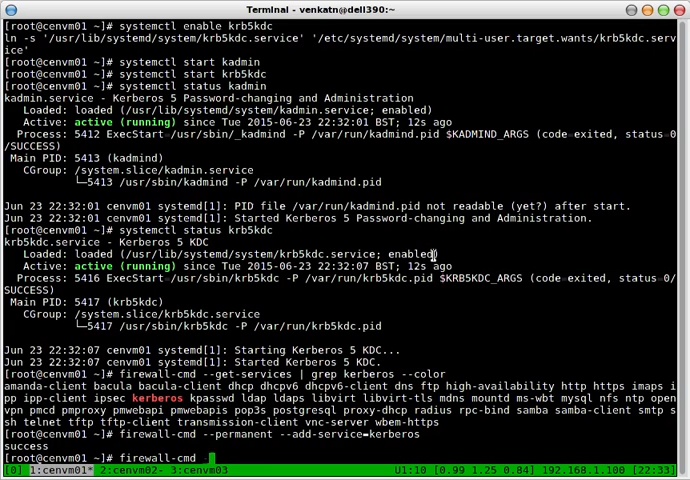 Terminal - venkatn@dell390:~
[root@cenvm01 ~]# systemctl enable krb5kdc
ln -s '/usr/lib/systemd/system/krb5kdc.service' '/etc/systemd/system/multi-user.target.wants/krb5kdc.serv
ice'
[root@cenvm01 ~]# systemctl start kadmin
[root@cenvm01 ~]# systemctl start krb5kdc
[root@cenvm01 ~]# systemctl status kadmin
kadmin.service - Kerberos 5 Password-changing and Administration
Loaded: loaded (/usr/lib/systemd/system/kadmin.service; enabled)
Active: active (running) since Tue 2015-06-23 22:32:01 BST; 12s ago
Process: 5412 ExecStart=/usr/sbin/_kadmind -P /var/run/kadmind.pid $KADMIND_ARGS (code=exited, status=0
/SUCCESS)
Main PID: 5413 (kadmind)
CGroup: /system.slice/kadmin.service
└─5413 /usr/sbin/kadmind -P /var/run/kadmind.pid
Jun 23 22:32:01 cenvm01 systemd[1]: PID file /var/run/kadmind.pid not readable (yet?) after start.
Jun 23 22:32:01 cenvm01 systemd[1]: Started Kerberos 5 Password-changing and Administration.
[root@cenvm01 ~]# systemctl status krb5kdc
krb5kdc.service - Kerberos 5 KDC
Loaded: loaded (/usr/lib/systemd/system/krb5kdc.service; enabled)
Active: active (running) since Tue 2015-06-23 22:32:07 BST; 12s ago
Process: 5416 ExecStart=/usr/sbin/krb5kdc -P /var/run/krb5kdc.pid $KRB5KDC_ARGS (code=exited, status=0/
SUCCESS)
Main PID: 5417 (krb5kdc)
CGroup: /system.slice/krb5kdc.service
└─5417 /usr/sbin/krb5kdc -P /var/run/krb5kdc.pid
Jun 23 22:32:07 cenvm01 systemd[1]: Starting Kerberos 5 KDC...
Jun 23 22:32:07 cenvm01 systemd[1]: Started Kerberos 5 KDC.
[root@cenvm01 ~]# firewall-cmd --get-services | grep kerberos --color
amanda-client bacula bacula-client dhcp dhcpv6 dhcpv6-client dns ftp high-availability http https imaps i
pp ipp-client ipsec kerberos kpasswd ldap ldaps libvirt libvirt-tls mdns mountd ms-wbt mysql nfs ntp open
vpn pmcd pmproxy pmwebapi pmwebapis pop3s postgresql proxy-dhcp radius rpc-bind samba samba-client smtp s
sh telnet tftp tftp-client transmission-client vnc-server wbem-https
[root@cenvm01 ~]# firewall-cmd --permanent --add-service=kerberos
success
[root@cenvm01 ~]# firewall-cmd -
[0] 1:cenvm01* 2:cenvm02- 3:cenvm03 U1:10 [0.99 1.25 0.84] 192.168.1.100 [22:33]